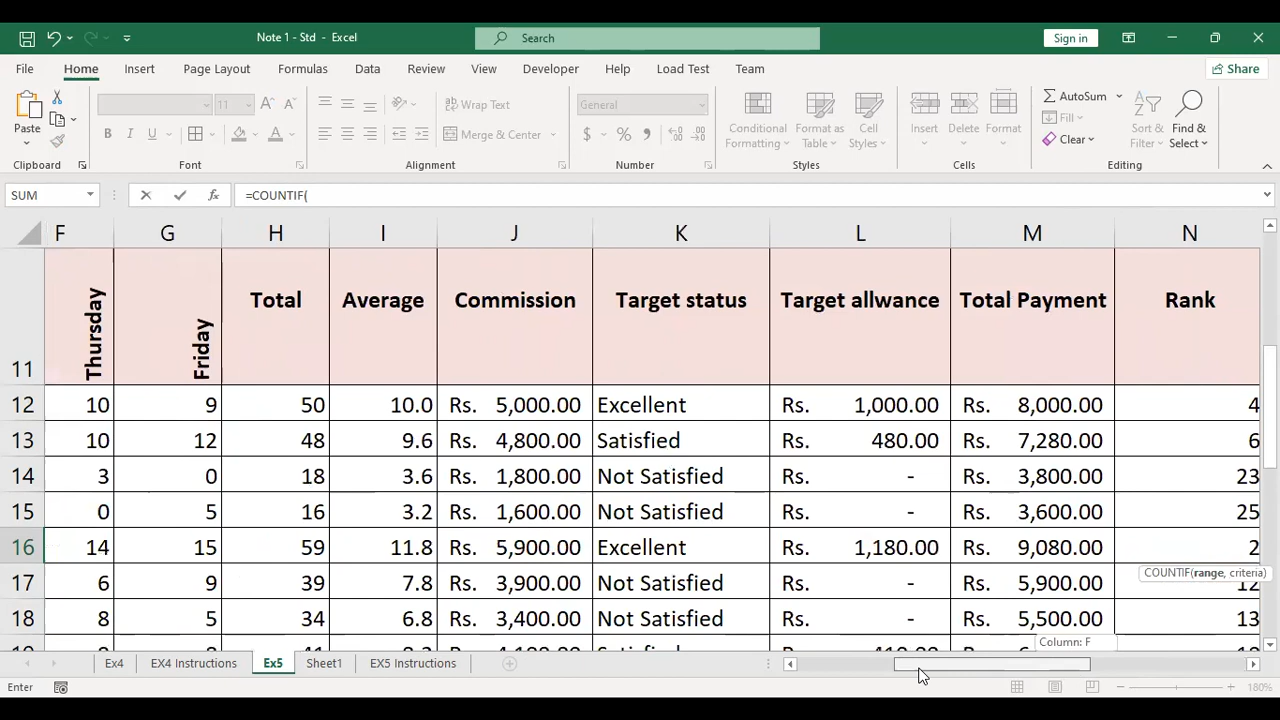 Note 1 - Std - Excel
Search
Sign in
File Home Insert Page Layout Formulas Data Review View Developer Help Load Test Team
Share
Paste
11
General
Wrap Text
Merge & Center
Conditional Formatting
Format as Table
Cell Styles
Insert
Delete
Format
AutoSum
Fill
Clear
Sort & Filter
Find & Select
Clipboard Font Alignment Number Styles Cells Editing
SUM =COUNTIF(
F G H I J K L M N
11 Thursday Friday Total Average Commission Target status Target allwance Total Payment Rank
12 10 9 50 10.0 Rs. 5,000.00 Excellent Rs. 1,000.00 Rs. 8,000.00 4
13 10 12 48 9.6 Rs. 4,800.00 Satisfied Rs. 480.00 Rs. 7,280.00 6
14 3 0 18 3.6 Rs. 1,800.00 Not Satisfied Rs. - Rs. 3,800.00 23
15 0 5 16 3.2 Rs. 1,600.00 Not Satisfied Rs. - Rs. 3,600.00 25
16 14 15 59 11.8 Rs. 5,900.00 Excellent Rs. 1,180.00 Rs. 9,080.00 2
COUNTIF(range, criteria)
17 6 9 39 7.8 Rs. 3,900.00 Not Satisfied Rs. - Rs. 5,900.00 12
18 8 5 34 6.8 Rs. 3,400.00 Not Satisfied Rs. - Rs. 5,500.00 13
Column: F
Ex4 EX4 Instructions Ex5 Sheet1 EX5 Instructions
Enter
180%